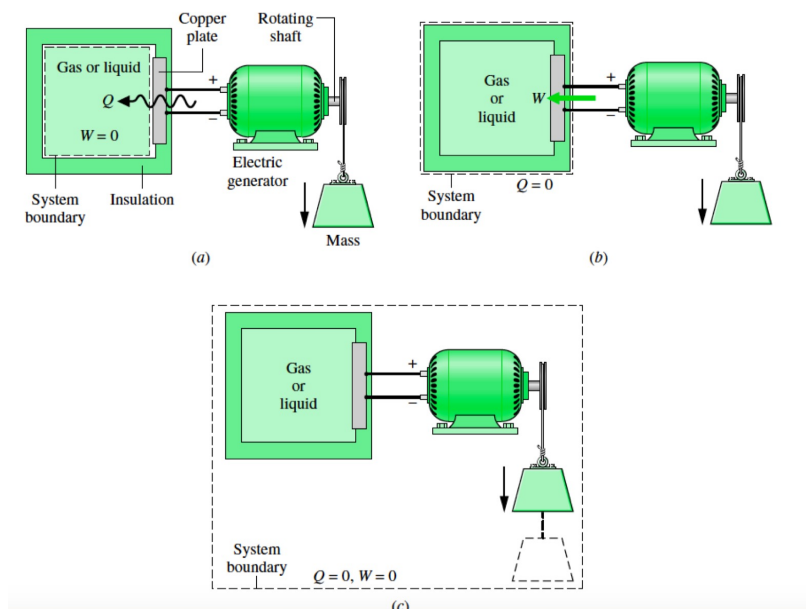 Copper
plate
Rotating
shaft
Gas or liquid
Q
W = 0
+
−
Electric
generator
System
boundary
Insulation
Mass
(a)
Gas
or
liquid
W
+
−
System
boundary
Q = 0
(b)
Gas
or
liquid
+
−
System
boundary
Q = 0, W = 0
(c)